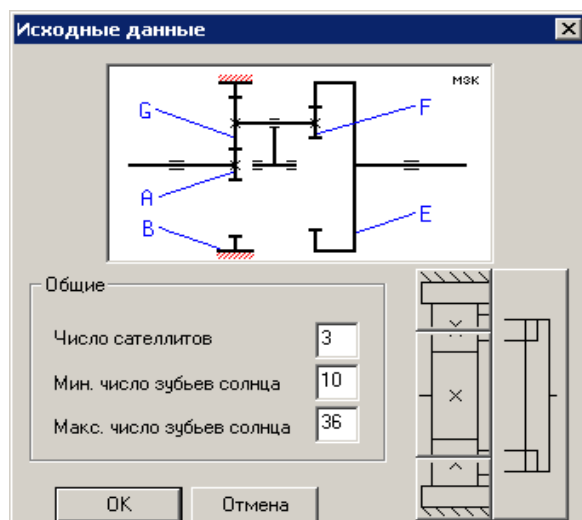 Исходные данные
мзк
G
F
A
B
E
Общие
Число сателлитов 3
Мин. число зубьев солнца 10
Макс. число зубьев солнца 36
OK Отмена